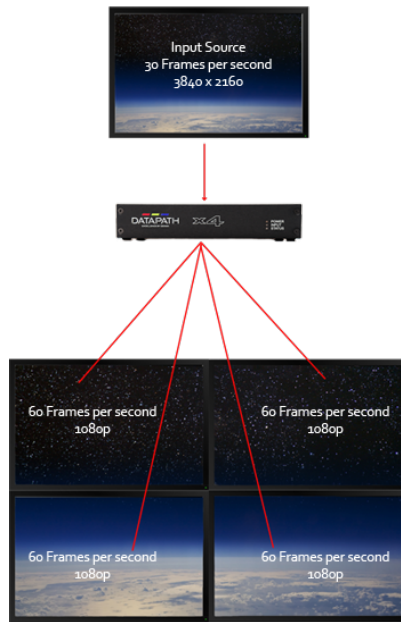 Input Source
30 Frames per second
3840 x 2160
DATAPATH
x4
POWER
INPUT
STATUS
60 Frames per second
1080p
60 Frames per second
1080p
60 Frames per second
1080p
60 Frames per second
1080p